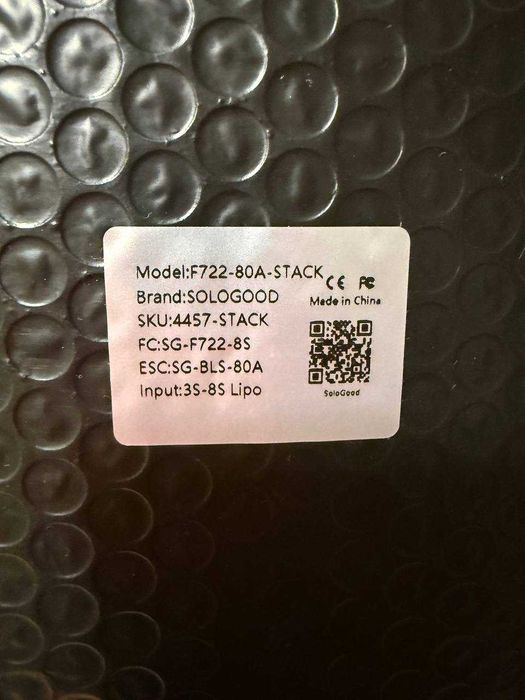 Model:F722-80A-STACK
Brand:SOLOGOOD
SKU:4457-STACK
FC:SG-F722-8S
ESC:SG-BLS-80A
Input:3S-8S Lipo
CE FC
Made in China
SoloGood